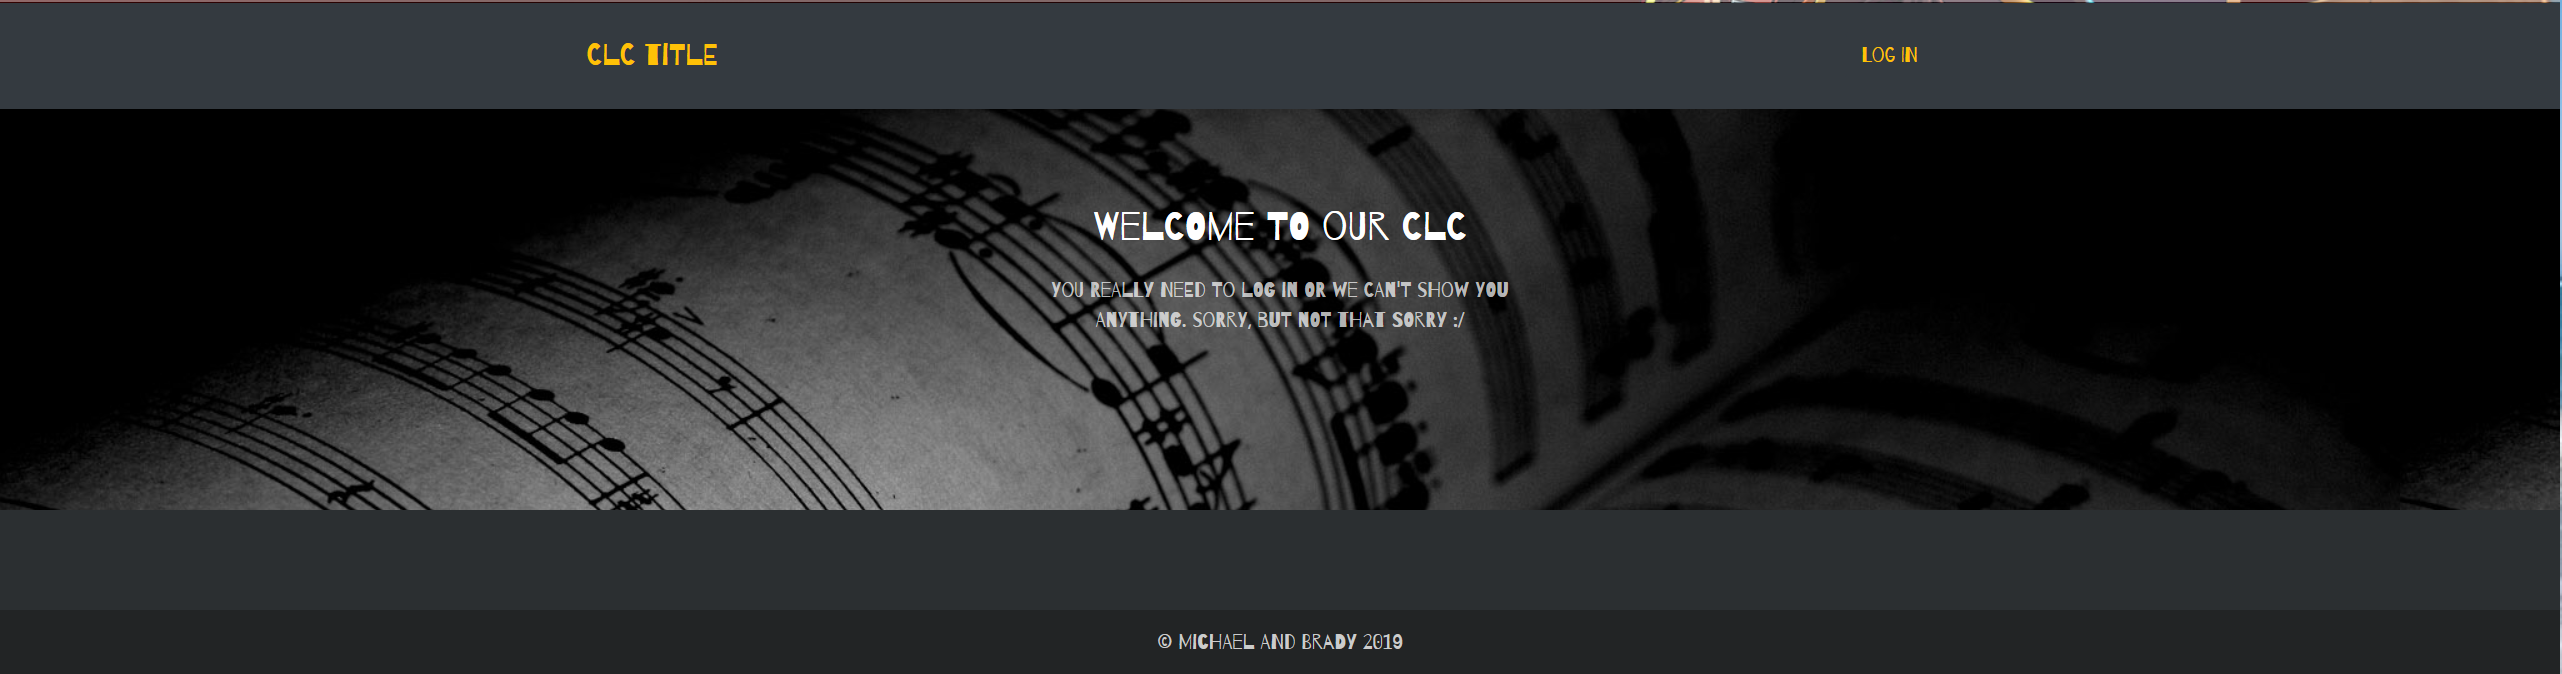 CLC TITLE
LOG IN
WELCOME TO OUR CLC
YOU REALLY NEED TO LOG IN OR WE CAN'T SHOW YOU
ANYTHING. SORRY, BUT NOT THAT SORRY :/
© MICHAEL AND BRADY 2019